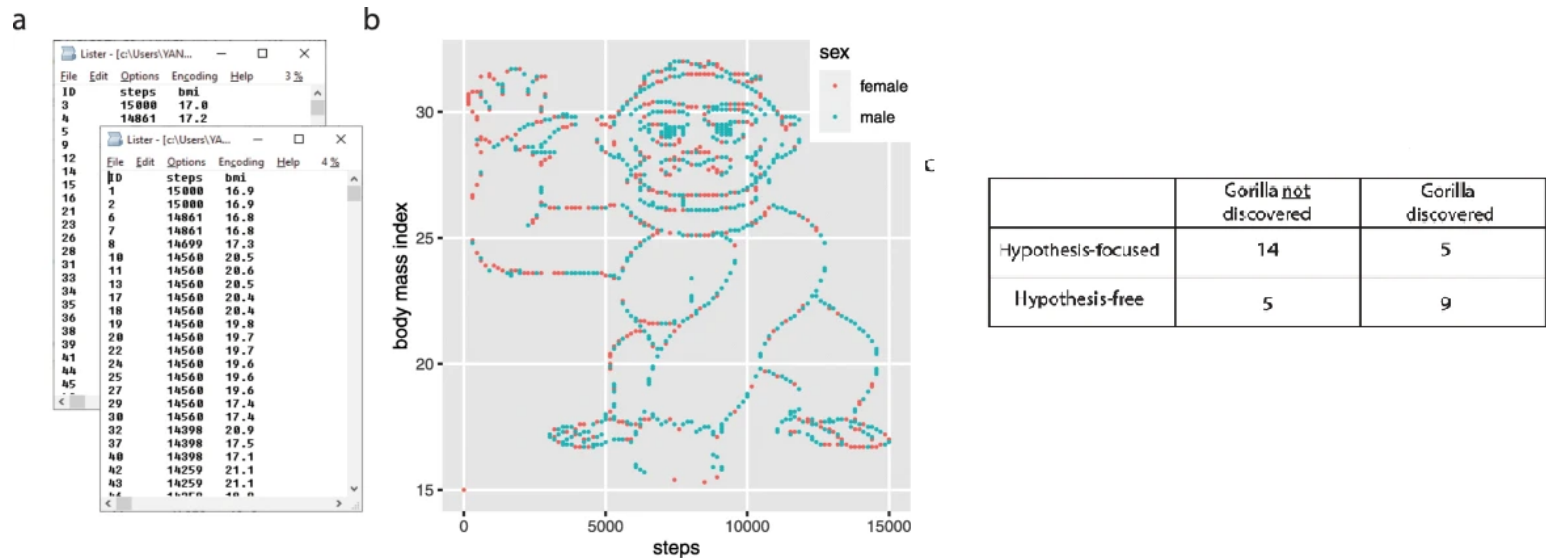 a
Lister - [c:\Users\YAN...
File Edit Options Encoding Help 3 %
ID steps bmi
3 15000 17.0
4 14861 17.2
5
9
12
14
15
16
21
23
26
28
31
33
34
35
36
38
39
41
44
45
Lister - [c:\Users\YA...
File Edit Options Encoding Help 4 %
ID steps bmi
1 15000 16.9
2 15000 16.9
6 14861 16.8
7 14861 16.8
8 14699 17.3
10 14560 20.5
11 14560 20.6
13 14560 20.5
17 14560 20.4
18 14560 20.4
19 14560 19.8
20 14560 19.7
22 14560 19.7
24 14560 19.6
25 14560 19.6
27 14560 19.6
29 14560 17.4
30 14560 17.4
32 14398 20.9
37 14398 17.5
40 14398 17.1
42 14259 21.1
43 14259 21.1
b
sex
female
male
body mass index
30
25
20
15
0 5000 10000 15000
steps
c
Gorilla not discovered
Gorilla discovered
Hypothesis-focused 14 5
Hypothesis-free 5 9